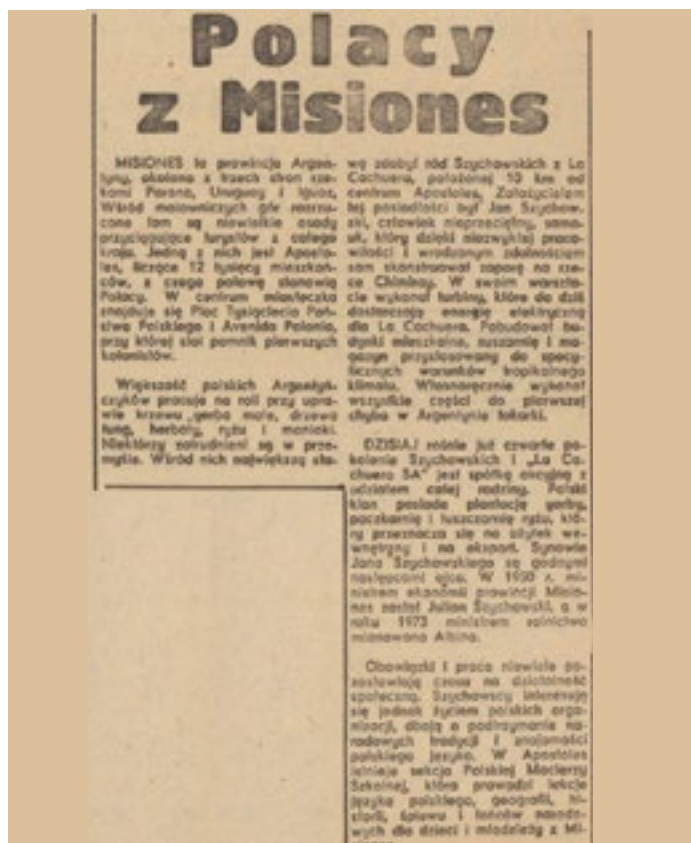 Polacy
z Misiones
MISIONES to prowincja Argen-
tyny, okolona z trzech stron rze-
kami Parana, Uruguay i Iguaz,
Wśród malowniczych gór rozrzu-
cone tam są niewielkie osady
przyciągające turystów z całego
kraju. Jedną z nich jest Aposto-
les, liczące 12 tysięcy mieszkań-
ców, z czego połowę stanowią
Polacy. W centrum miasteczka
znajduje się Plac Tysiąclecia Pań-
stwa Polskiego i Avenida Polonia,
przy której stoi pomnik pierwszych
kolonistów.
Większość polskich Argentyń-
czyków pracuje na roli przy upra-
wie krzewu yerba mate, drzewa
tung, herbaty, ryżu i manioki.
Niektórzy zatrudnieni są w prze-
myśle. Wśród nich największą sła-
wę zdobył ród Szychowskich z La
Cachuera, położonej 10 km od
centrum Apostoles. Założycielem
tej posiadłości był Jan Szychow-
ski, człowiek nieprzeciętny, samo-
uk, który dzięki niezwykłej praco-
witości i wrodzonym zdolnościom
sam skonstruował zaporę na rze-
ce Chimbay. W swoim warszta-
cie wykonał turbiny, które do dziś
dostarczają energię elektryczną
dla La Cachuera. Pobudował bu-
dynki mieszkalne, suszarnię i ma-
gazyn przystosowany do specy-
ficznych warunków tropikalnego
klimatu. Własnoręcznie wykonał
wszystkie części do pierwszej
chyba w Argentynie tokarki.
DZISIAJ rośnie już czwarte po-
kolenie Szychowskich i „La Ca-
chuera SA" jest spółką akcyjną z
udziałem całej rodziny. Polski
klan posiada plantację yerby,
paczkarnię i łuszczarnię ryżu, któ-
ry przeznacza się na użytek we-
wnętrzny i na eksport. Synowie
Jana Szychowskiego są godnymi
następcami ojca. W 1950 r. mi-
nistrem ekonomii prowincji Misio-
nes został Julian Szychowski, a w
roku 1973 ministrem rolnictwa
mianowano Albina.
Obowiązki i praca niewiele po-
zostawiają czasu na działalność
społeczną. Szychowscy interesują
się jednak życiem polskich orga-
nizacji, dbają o podtrzymanie na-
rodowych tradycji i znajomości
polskiego języka. W Apostoles
istnieje sekcja Polskiej Macierzy
Szkolnej, która prowadzi lekcje
języka polskiego, geografii, hi-
storii, śpiewu i tańców narodo-
wych dla dzieci i młodzieży z Mi-